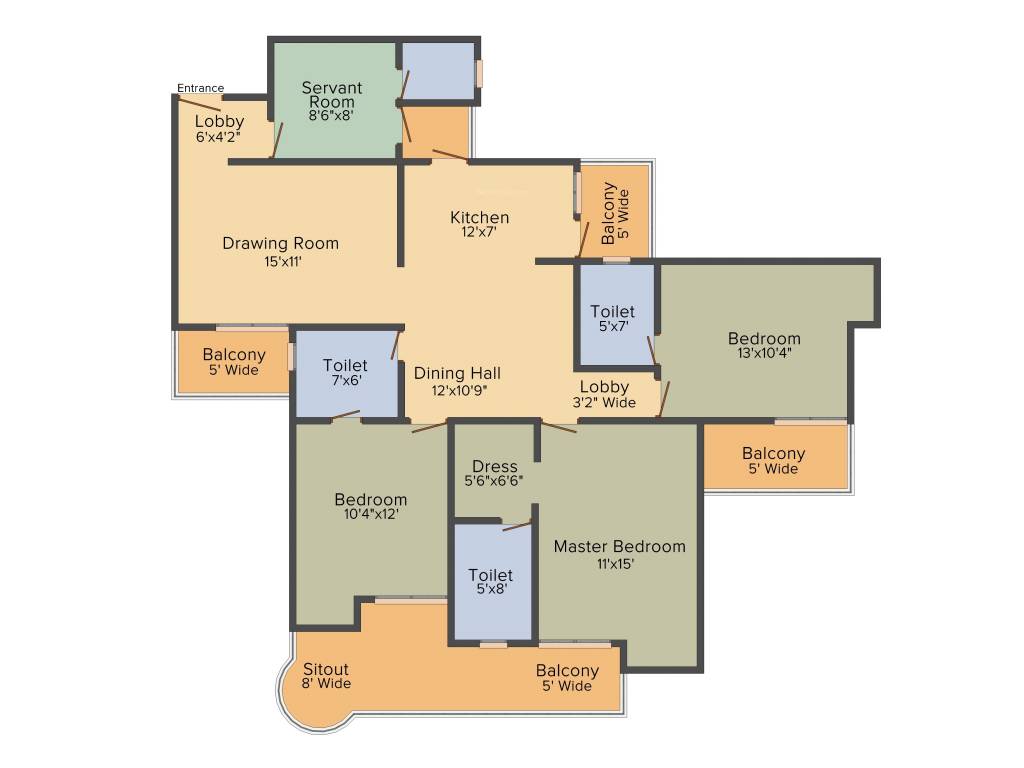 Entrance
Lobby
6'x4'2"
Servant
Room
8'6"x8'
Drawing Room
15'x11'
Kitchen
12'x7'
Balcony
5' Wide
Toilet
5'x7'
Bedroom
13'x10'4"
Balcony
5' Wide
Toilet
7'x6'
Dining Hall
12'x10'9"
Lobby
3'2" Wide
Balcony
5' Wide
Dress
5'6"x6'6"
Bedroom
10'4"x12'
Master Bedroom
11'x15'
Toilet
5'x8'
Sitout
8' Wide
Balcony
5' Wide